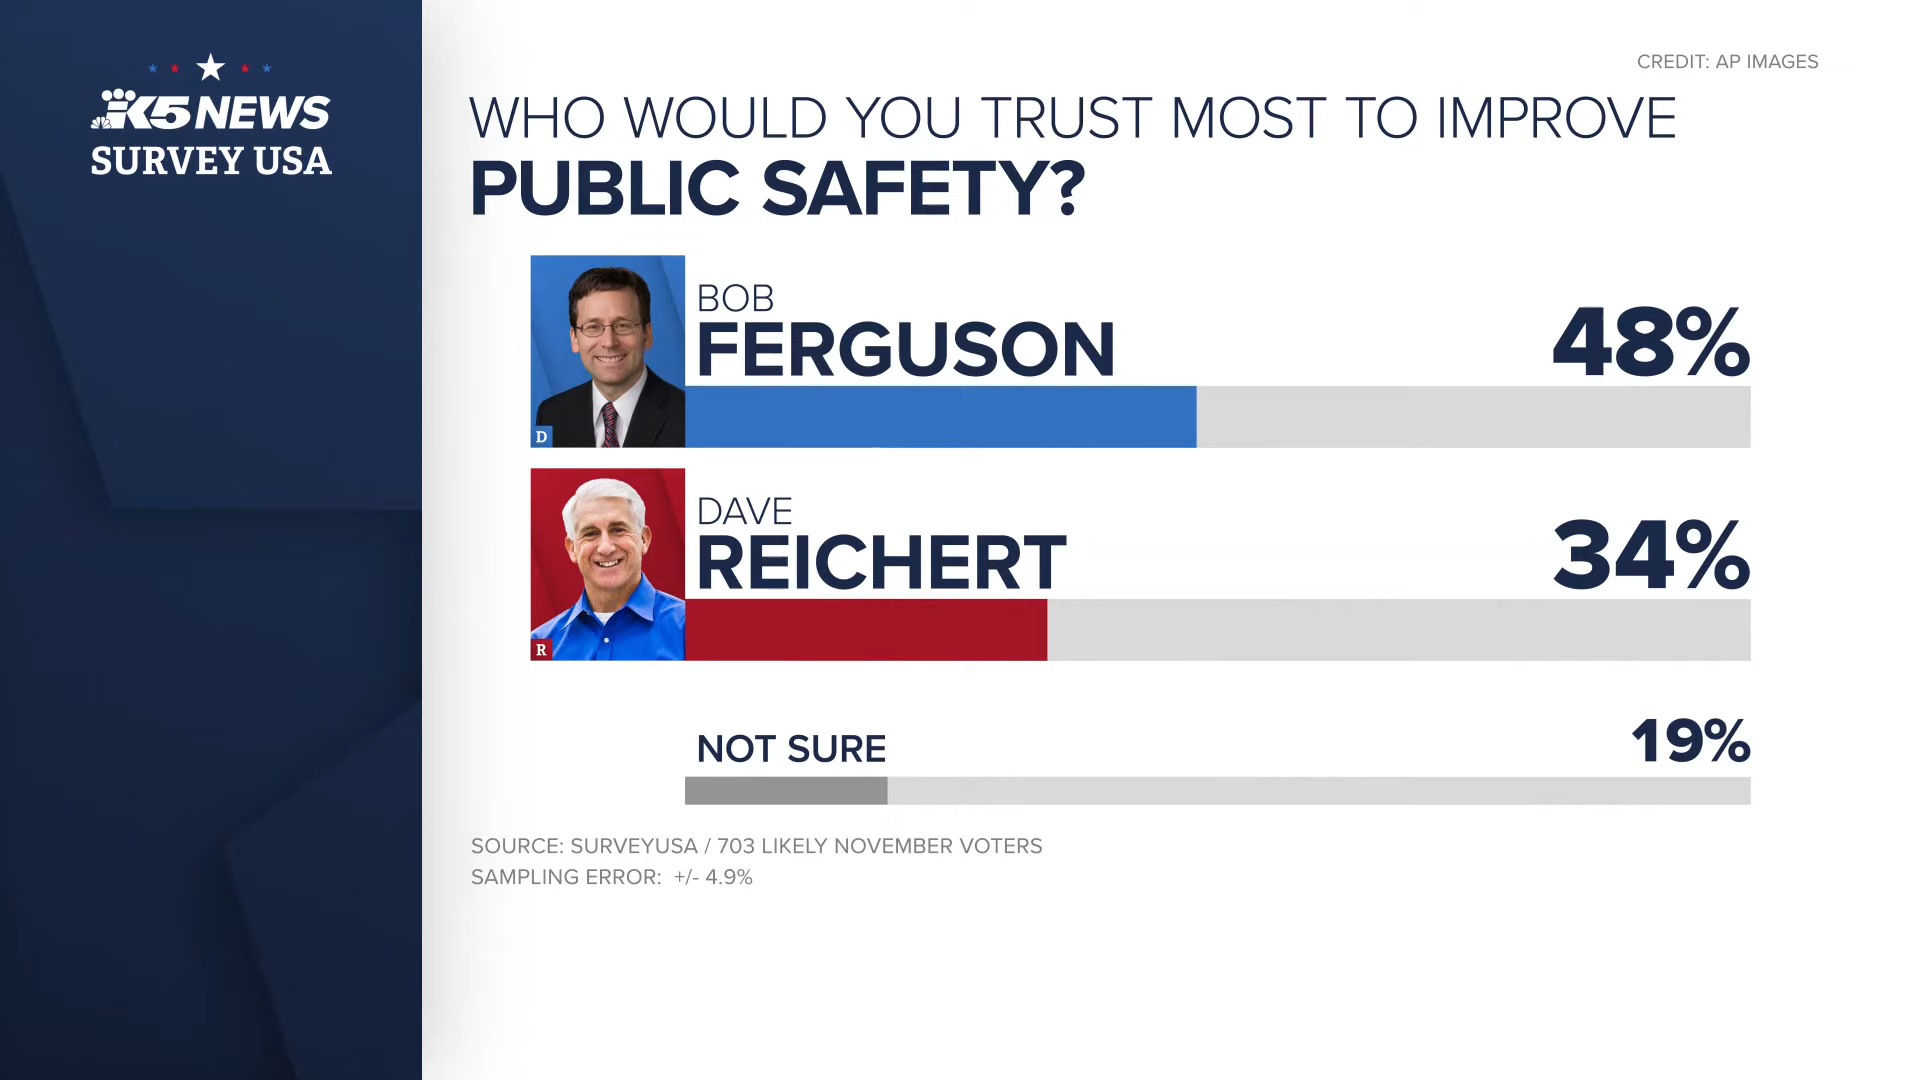 K5 NEWS
SURVEY USA
CREDIT: AP IMAGES
WHO WOULD YOU TRUST MOST TO IMPROVE
PUBLIC SAFETY?
BOB
FERGUSON
48%
D
DAVE
REICHERT
34%
R
NOT SURE
19%
SOURCE: SURVEYUSA / 703 LIKELY NOVEMBER VOTERS
SAMPLING ERROR: +/- 4.9%